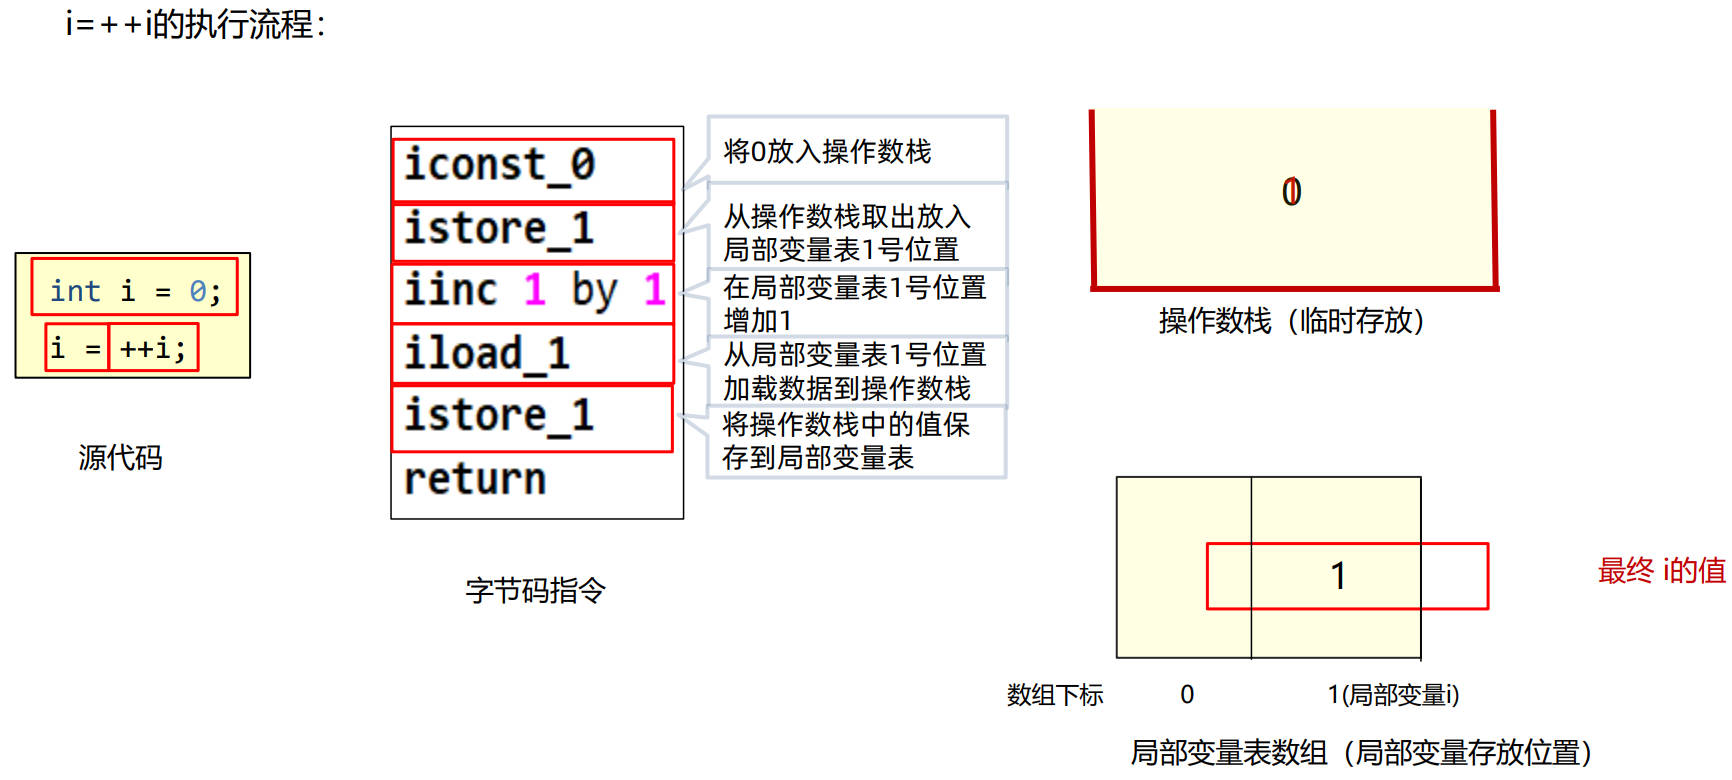 i=++i的执行流程：
int i = 0;
i = ++i;
源代码
iconst_0
istore_1
iinc 1 by 1
iload_1
istore_1
return
字节码指令
将0放入操作数栈
从操作数栈取出放入
局部变量表1号位置
在局部变量表1号位置
增加1
从局部变量表1号位置
加载数据到操作数栈
将操作数栈中的值保
存到局部变量表
0
操作数栈（临时存放）
1
最终 i的值
数组下标 0 1(局部变量i)
局部变量表数组（局部变量存放位置）